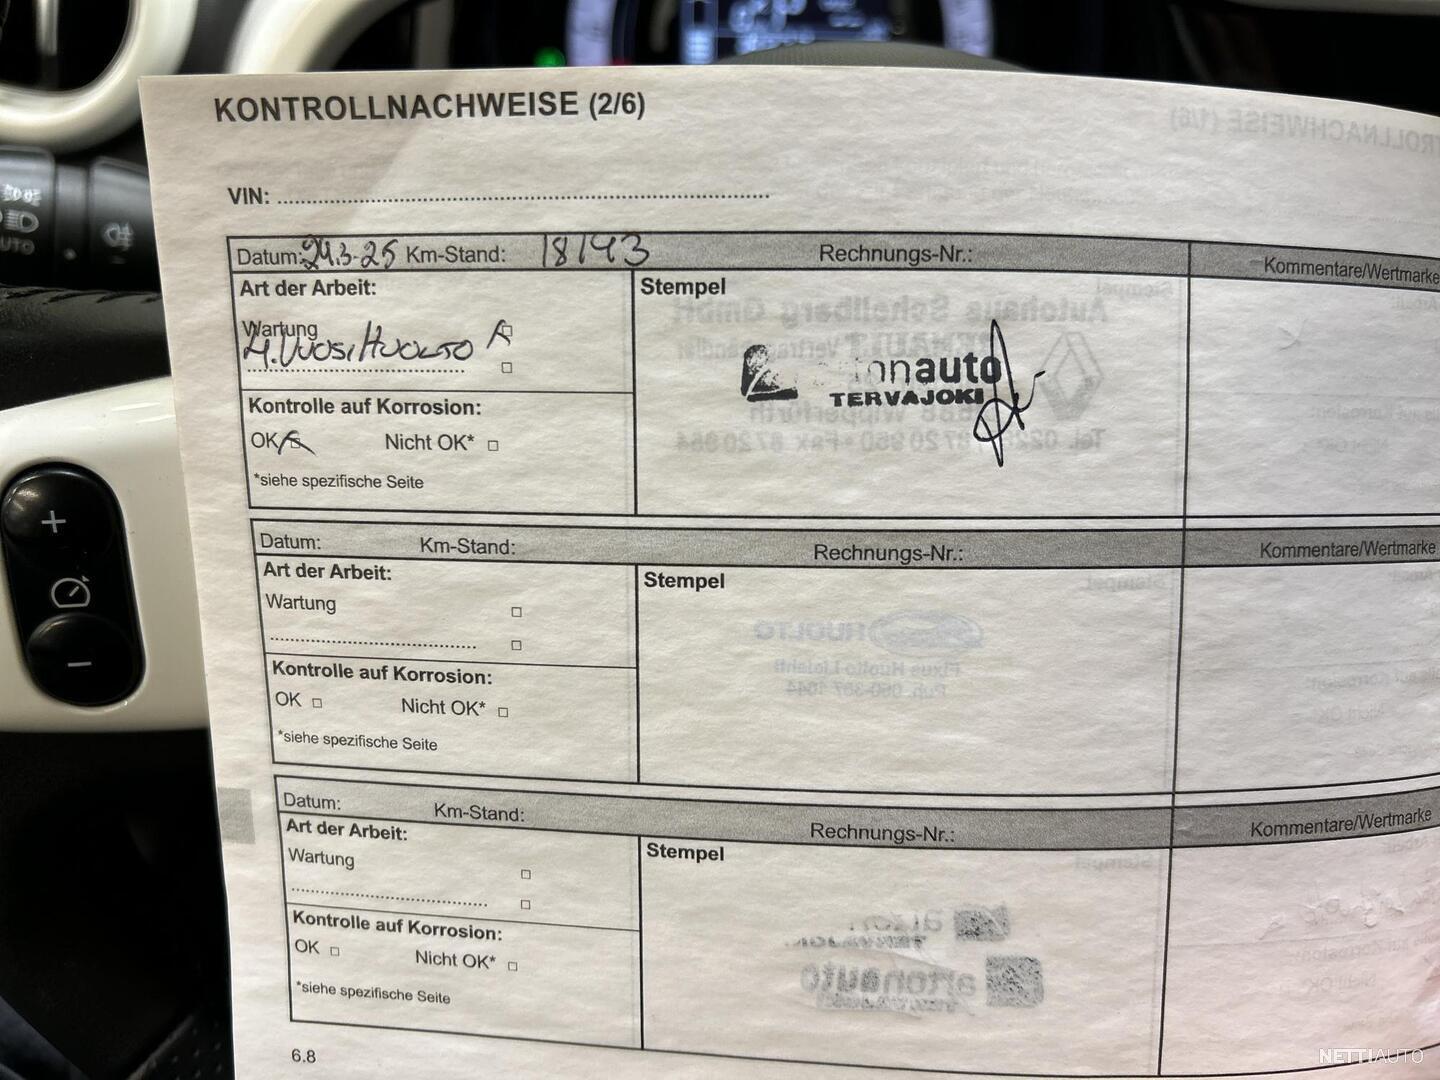 KONTROLLNACHWEISE (2/6)
VIN:
Datum: 24.3-25 Km-Stand: 18143 Rechnungs-Nr.: Kommentare/Wertmarke
Art der Arbeit:
Stempel
Wartung
4. VUOSIHUOLTO
onauto
TERVAJOKI
Kontrolle auf Korrosion:
OK Nicht OK*
*siehe spezifische Seite
Datum: Km-Stand: Rechnungs-Nr.: Kommentare/Wertmarke
Art der Arbeit:
Stempel
Wartung
Kontrolle auf Korrosion:
OK Nicht OK*
*siehe spezifische Seite
Datum: Km-Stand: Rechnungs-Nr.: Kommentare/Wertmarke
Art der Arbeit:
Stempel
Wartung
Kontrolle auf Korrosion:
OK Nicht OK*
*siehe spezifische Seite
6.8
NETTIAUTO